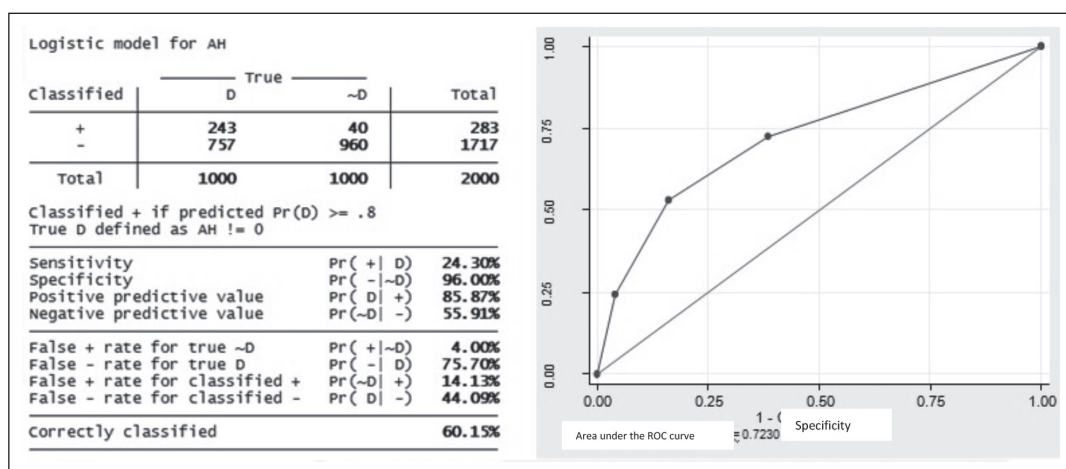 Logistic model for AH
True
Classified D ~D Total
+ 243 40 283
- 757 960 1717
Total 1000 1000 2000
Classified + if predicted Pr(D) >= .8
True D defined as AH != 0
Sensitivity Pr( +| D) 24.30%
Specificity Pr( -|~D) 96.00%
Positive predictive value Pr( D| +) 85.87%
Negative predictive value Pr(~D| -) 55.91%
False + rate for true ~D Pr( +|~D) 4.00%
False - rate for true D Pr( -| D) 75.70%
False + rate for classified + Pr(~D| +) 14.13%
False - rate for classified - Pr( D| -) 44.09%
Correctly classified 60.15%
1.00
0.75
0.50
0.25
0.00
0.00 0.25 0.50 0.75 1.00
1 - Specificity
Area under the ROC curve = 0.7230